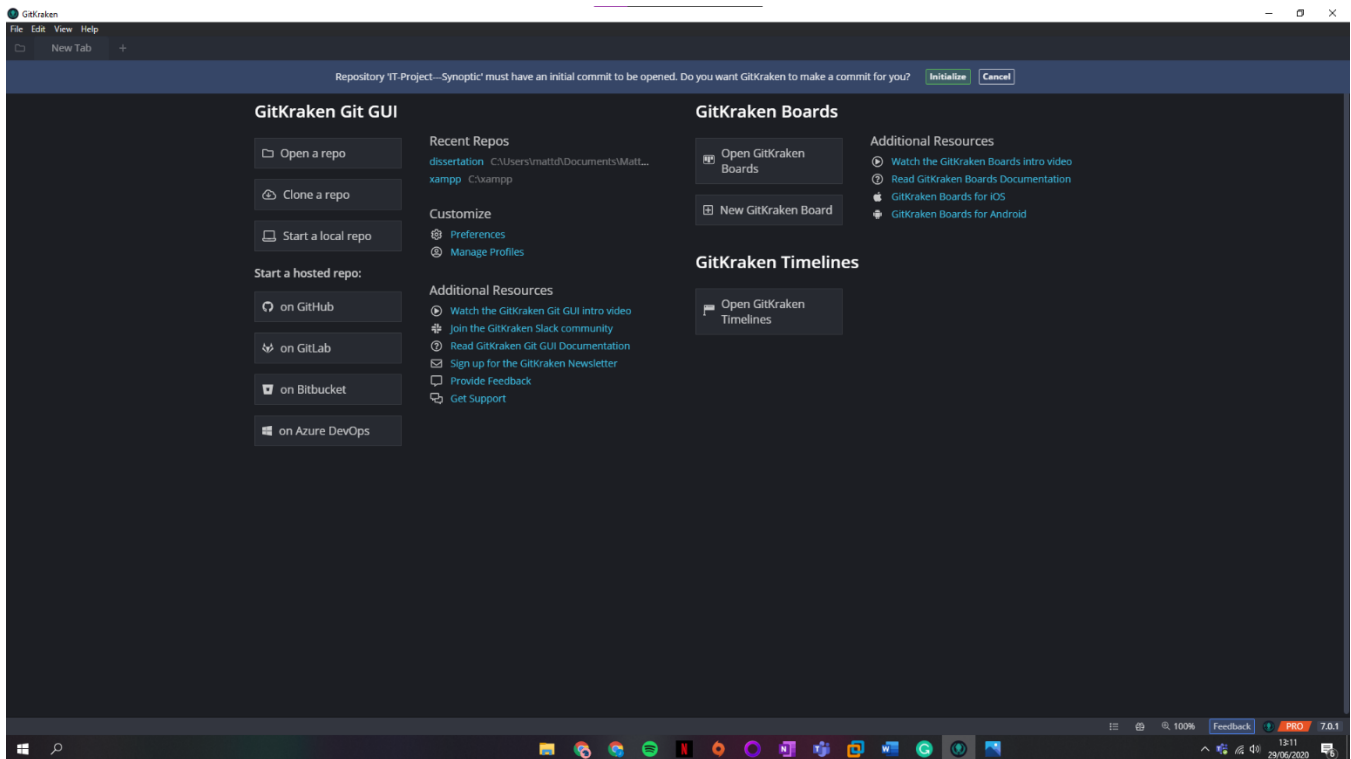 GitKraken
File Edit View Help
New Tab +
Repository 'IT-Project—Synoptic' must have an initial commit to be opened. Do you want GitKraken to make a commit for you? Initialize Cancel
GitKraken Git GUI
Open a repo
Clone a repo
Start a local repo
Start a hosted repo:
on GitHub
on GitLab
on Bitbucket
on Azure DevOps
Recent Repos
dissertation C:\Users\mattd\Documents\Matt...
xampp C:\xampp
Customize
Preferences
Manage Profiles
Additional Resources
Watch the GitKraken Git GUI intro video
Join the GitKraken Slack community
Read GitKraken Git GUI Documentation
Sign up for the GitKraken Newsletter
Provide Feedback
Get Support
GitKraken Boards
Open GitKraken
Boards
New GitKraken Board
Additional Resources
Watch the GitKraken Boards intro video
Read GitKraken Boards Documentation
GitKraken Boards for iOS
GitKraken Boards for Android
GitKraken Timelines
Open GitKraken
Timelines
100% Feedback PRO 7.0.1
13:11
29/06/2020